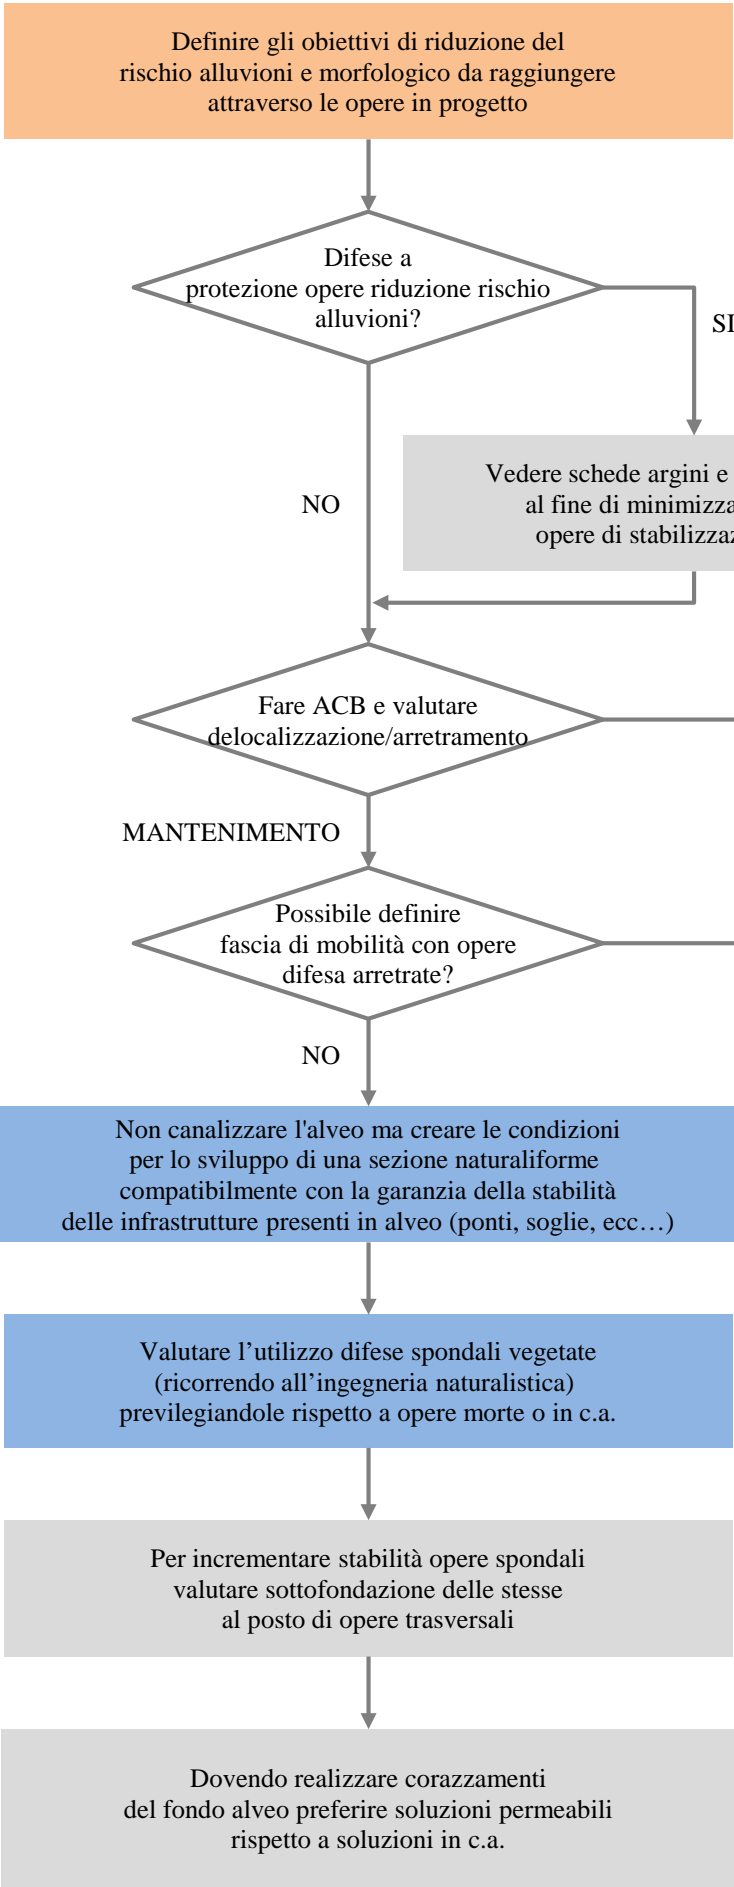 Definire gli obiettivi di riduzione del
rischio alluvioni e morfologico da raggiungere
attraverso le opere in progetto
Difese a
protezione opere riduzione rischio
alluvioni?
SI
Vedere schede argini e
al fine di
opere di
NO
Fare ACB e valutare
delocalizzazione/arretramento
MANTENIMENTO
Possibile definire
fascia di mobilità con opere
difesa arretrate?
NO
Non canalizzare l'alveo ma creare le condizioni
per lo sviluppo di una sezione naturaliforme
compatibilmente con la garanzia della stabilità
delle infrastrutture presenti in alveo (ponti, soglie, ecc…)
Valutare l’utilizzo difese spondali vegetate
(ricorrendo all’ingegneria naturalistica)
previlegiandole rispetto a opere morte o in c.a.
Per incrementare stabilità opere spondali
valutare sottofondazione delle stesse
al posto di opere trasversali
Dovendo realizzare corazzamenti
del fondo alveo preferire soluzioni permeabili
rispetto a soluzioni in c.a.